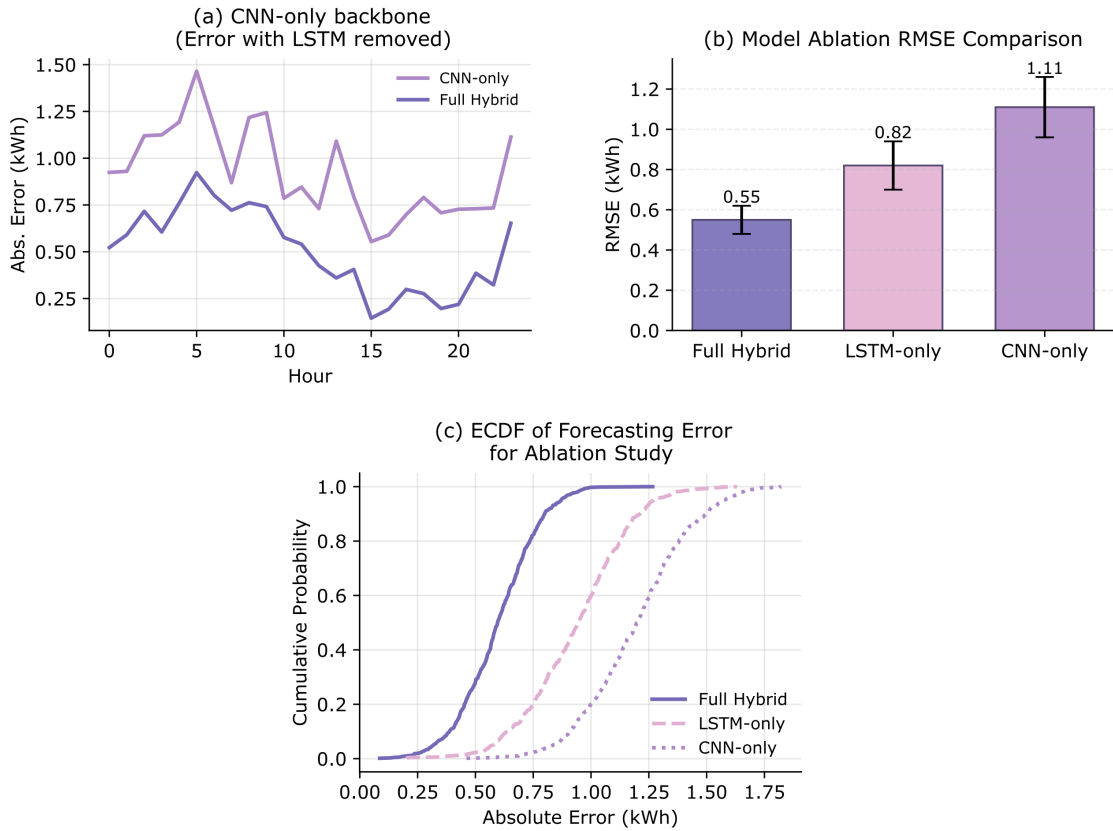 (a) CNN-only backbone
(Error with LSTM removed)
1.50
1.25
1.00
0.75
0.50
0.25
Abs. Error (kWh)
CNN-only
Full Hybrid
0
5
10
15
20
Hour
(b) Model Ablation RMSE Comparison
1.2
1.0
0.8
0.6
0.4
0.2
0.0
RMSE (kWh)
0.55
0.82
1.11
Full Hybrid
LSTM-only
CNN-only
(c) ECDF of Forecasting Error
for Ablation Study
1.0
0.8
0.6
0.4
0.2
0.0
Cumulative Probability
Full Hybrid
LSTM-only
CNN-only
0.00
0.25
0.50
0.75
1.00
1.25
1.50
1.75
Absolute Error (kWh)